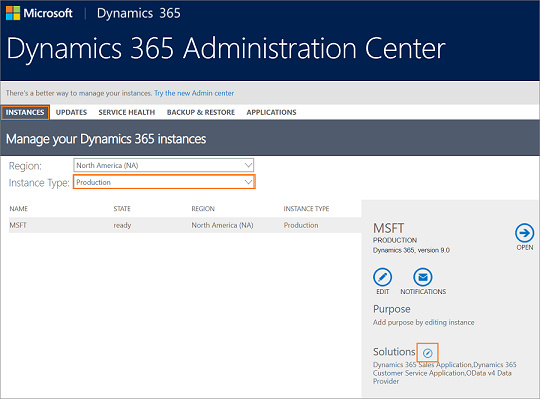 Microsoft Dynamics 365
Dynamics 365 Administration Center
There's a better way to manage your instances. Try the new Admin center
INSTANCES UPDATES SERVICE HEALTH BACKUP & RESTORE APPLICATIONS
Manage your Dynamics 365 instances
Region: North America (NA)
Instance Type: Production
NAME STATE REGION INSTANCE TYPE
MSFT ready North America (NA) Production
MSFT
PRODUCTION
Dynamics 365, version 9.0
OPEN
EDIT NOTIFICATIONS
Purpose
Add purpose by editing instance
Solutions
Dynamics 365 Sales Application,Dynamics 365
Customer Service Application,OData v4 Data
Provider